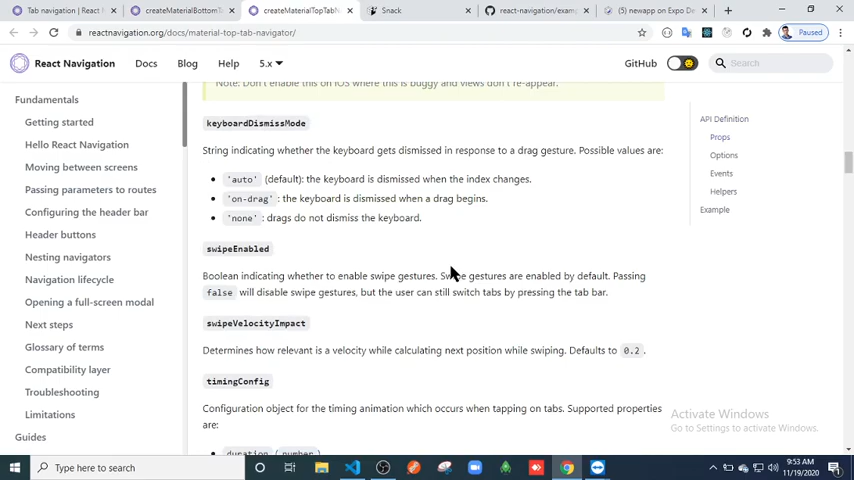 Tab navigation | React N
createMaterialBottomTa
createMaterialTopTabN
Snack
react-navigation/examp
(5) newapp on Expo De
reactnavigation.org/docs/material-top-tab-navigator/
Paused
React Navigation
Docs
Blog
Help
5.x
GitHub
Search
Note: Don't enable this on iOS where this is buggy and views don't re-appear.
Fundamentals
Getting started
Hello React Navigation
Moving between screens
Passing parameters to routes
Configuring the header bar
Header buttons
Nesting navigators
Navigation lifecycle
Opening a full-screen modal
Next steps
Glossary of terms
Compatibility layer
Troubleshooting
Limitations
Guides
keyboardDismissMode
String indicating whether the keyboard gets dismissed in response to a drag gesture. Possible values are:
'auto' (default): the keyboard is dismissed when the index changes.
'on-drag' : the keyboard is dismissed when a drag begins.
'none' : drags do not dismiss the keyboard.
swipeEnabled
Boolean indicating whether to enable swipe gestures. Swipe gestures are enabled by default. Passing
false will disable swipe gestures, but the user can still switch tabs by pressing the tab bar.
swipeVelocityImpact
Determines how relevant is a velocity while calculating next position while swiping. Defaults to 0.2 .
timingConfig
Configuration object for the timing animation which occurs when tapping on tabs. Supported properties
are:
duration ( number )
API Definition
Props
Options
Events
Helpers
Example
Activate Windows
Go to Settings to activate Windows.
Type here to search
9:53 AM
11/19/2020